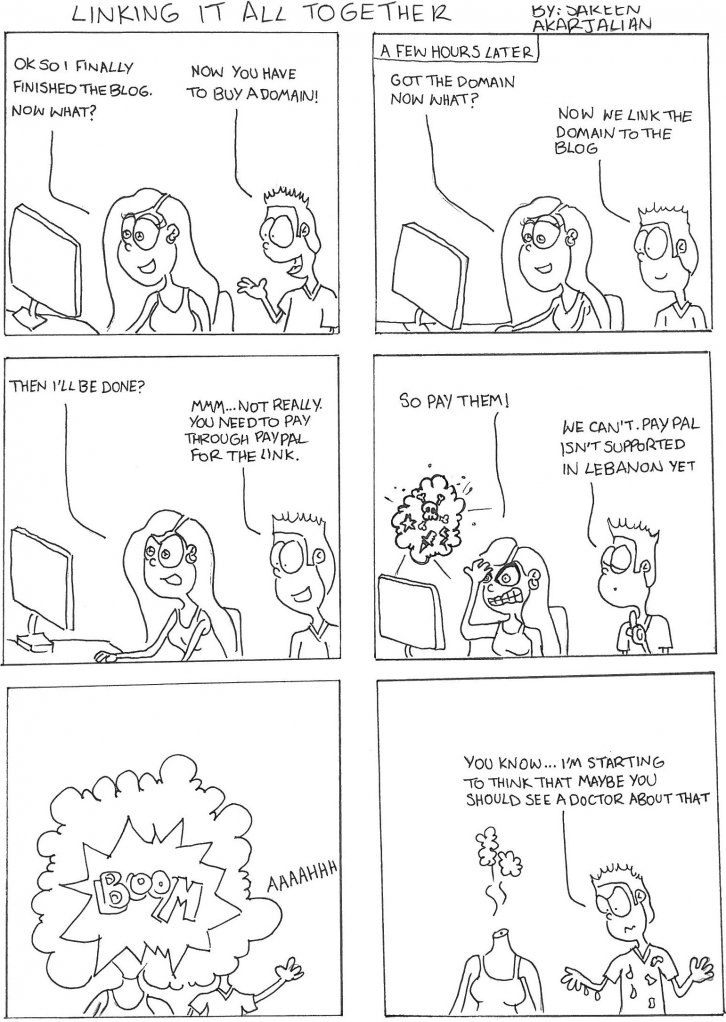 LINKING IT ALL TOGETHER
BY: SAREEN
AKARJALIAN
OK SO I FINALLY
FINISHED THE BLOG.
NOW WHAT?
NOW YOU HAVE
TO BUY A DOMAIN!
A FEW HOURS LATER
GOT THE DOMAIN
NOW WHAT?
NOW WE LINK THE
DOMAIN TO THE
BLOG
THEN I'LL BE DONE?
MMM...NOT REALLY.
YOU NEED TO PAY
THROUGH PAYPAL
FOR THE LINK.
SO PAY THEM!
WE CAN'T. PAYPAL
ISN'T SUPPORTED
IN LEBANON YET
BOOM
AAAAHHH
YOU KNOW... I'M STARTING
TO THINK THAT MAYBE YOU
SHOULD SEE A DOCTOR ABOUT THAT